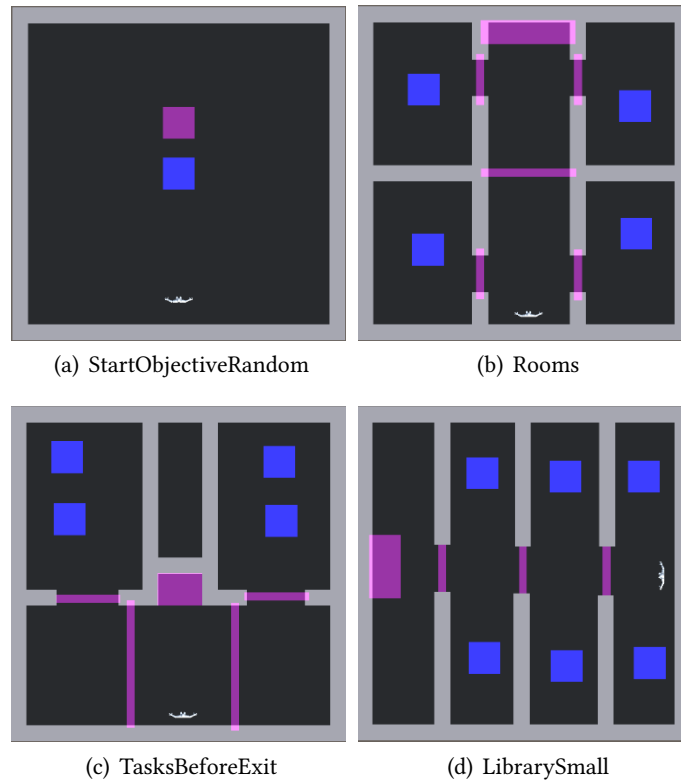 (a) StartObjectiveRandom
(b) Rooms
(c) TasksBeforeExit
(d) LibrarySmall